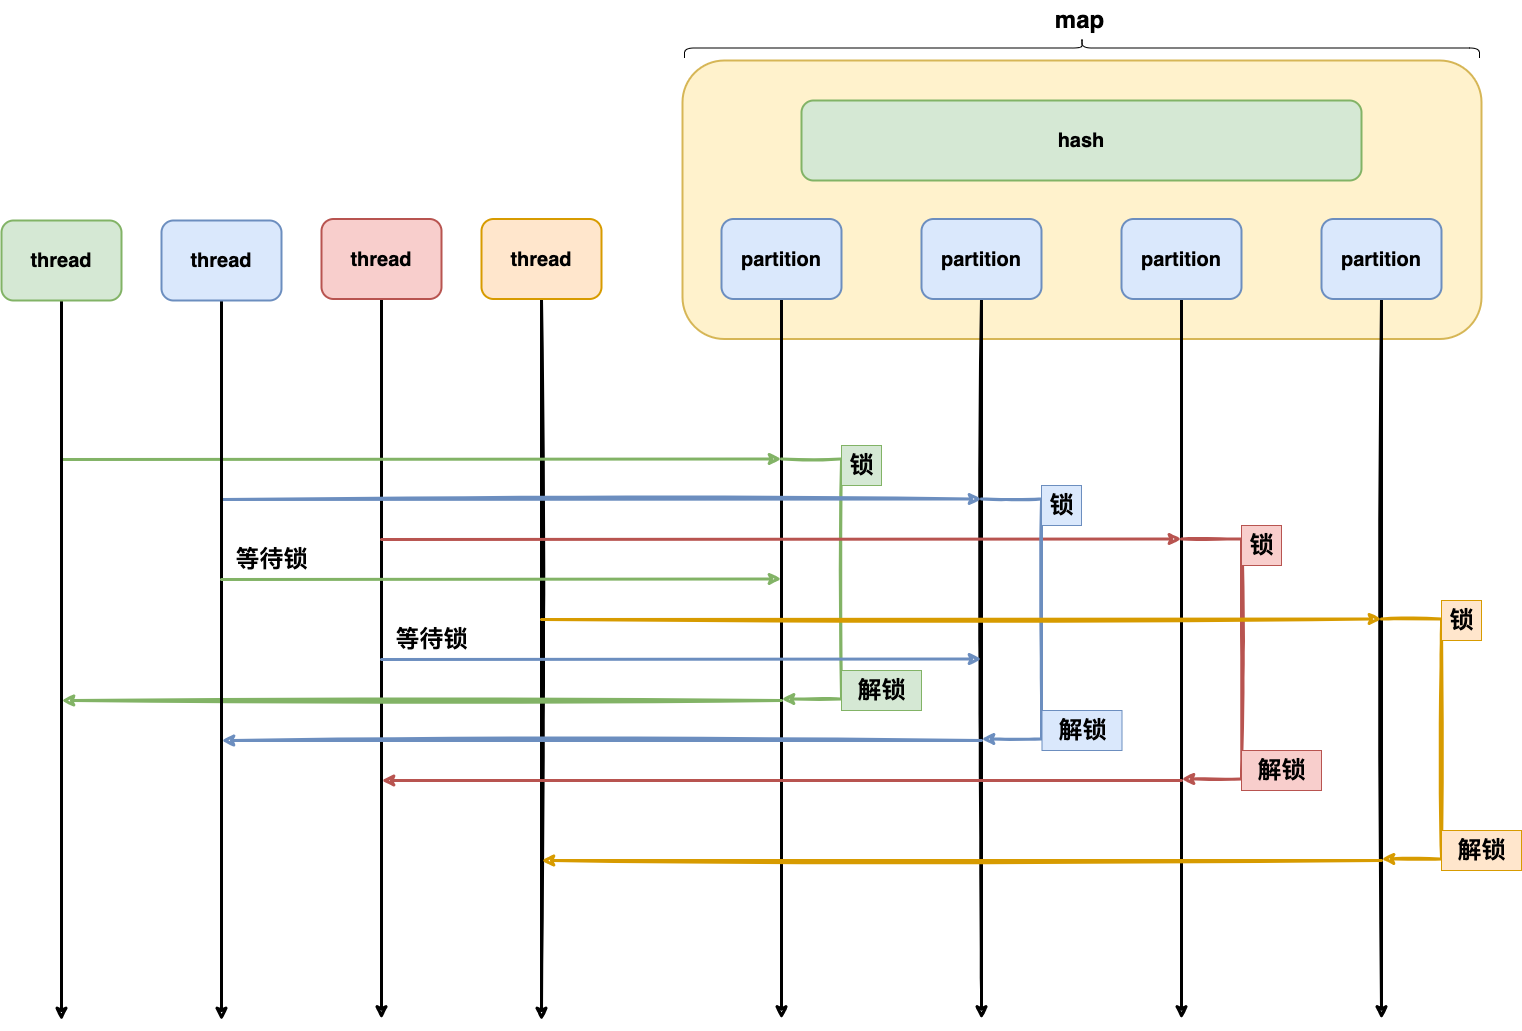 map
hash
thread
thread
thread
thread
partition
partition
partition
partition
锁
锁
锁
等待锁
锁
等待锁
解锁
解锁
解锁
解锁